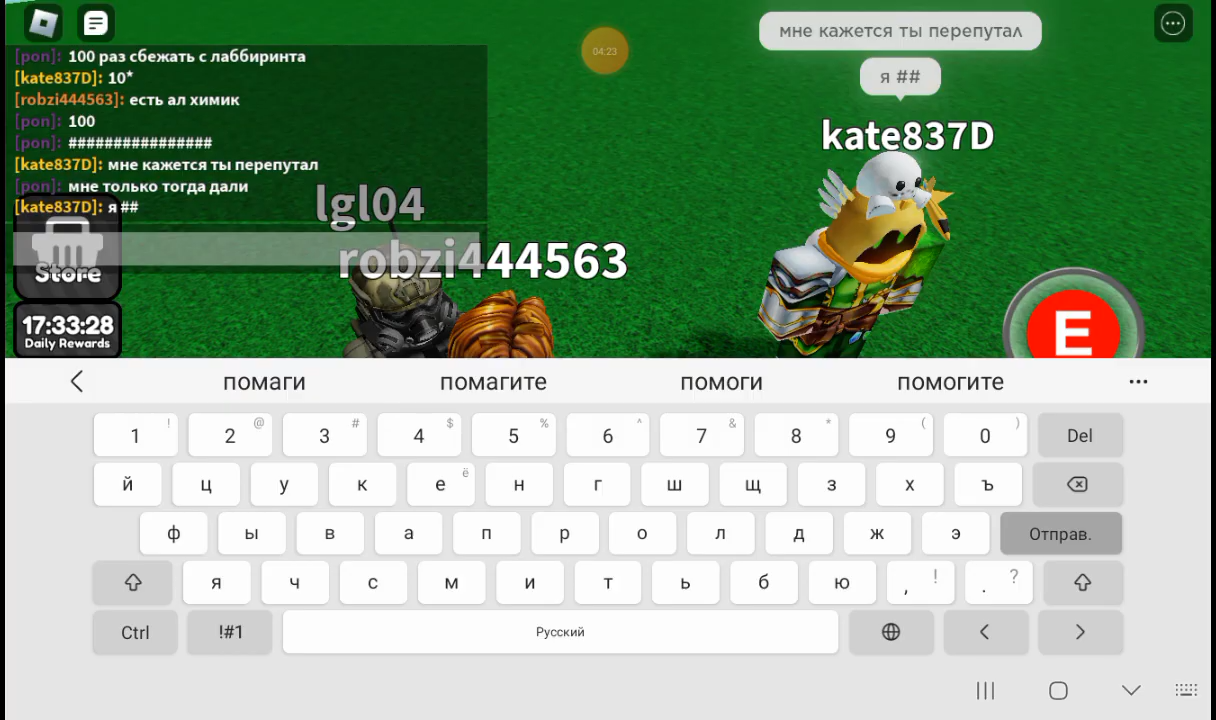 [pon]: 100 раз сбежать с лаббиринта
[kate837D]: 10*
[robzi444563]: есть ал химик
[pon]: 100
[pon]: ################
[kate837D]: мне кажется ты перепутал
[pon]: мне только тогда дали
[kate837D]: я ##
04:23
мне кажется ты перепутал
я ##
kate837D
lgl04
robzi444563
Store
17:33:28
Daily Rewards
E
помаги помагите помоги помогите
! @ # $ % ^ & * ( )
1 2 3 4 5 6 7 8 9 0 Del
ё
й ц у к е н г ш щ з х ъ
ф ы в а п р о л д ж э Отправ.
! ?
я ч с м и т ь б ю , .
Ctrl !#1 Русский < >